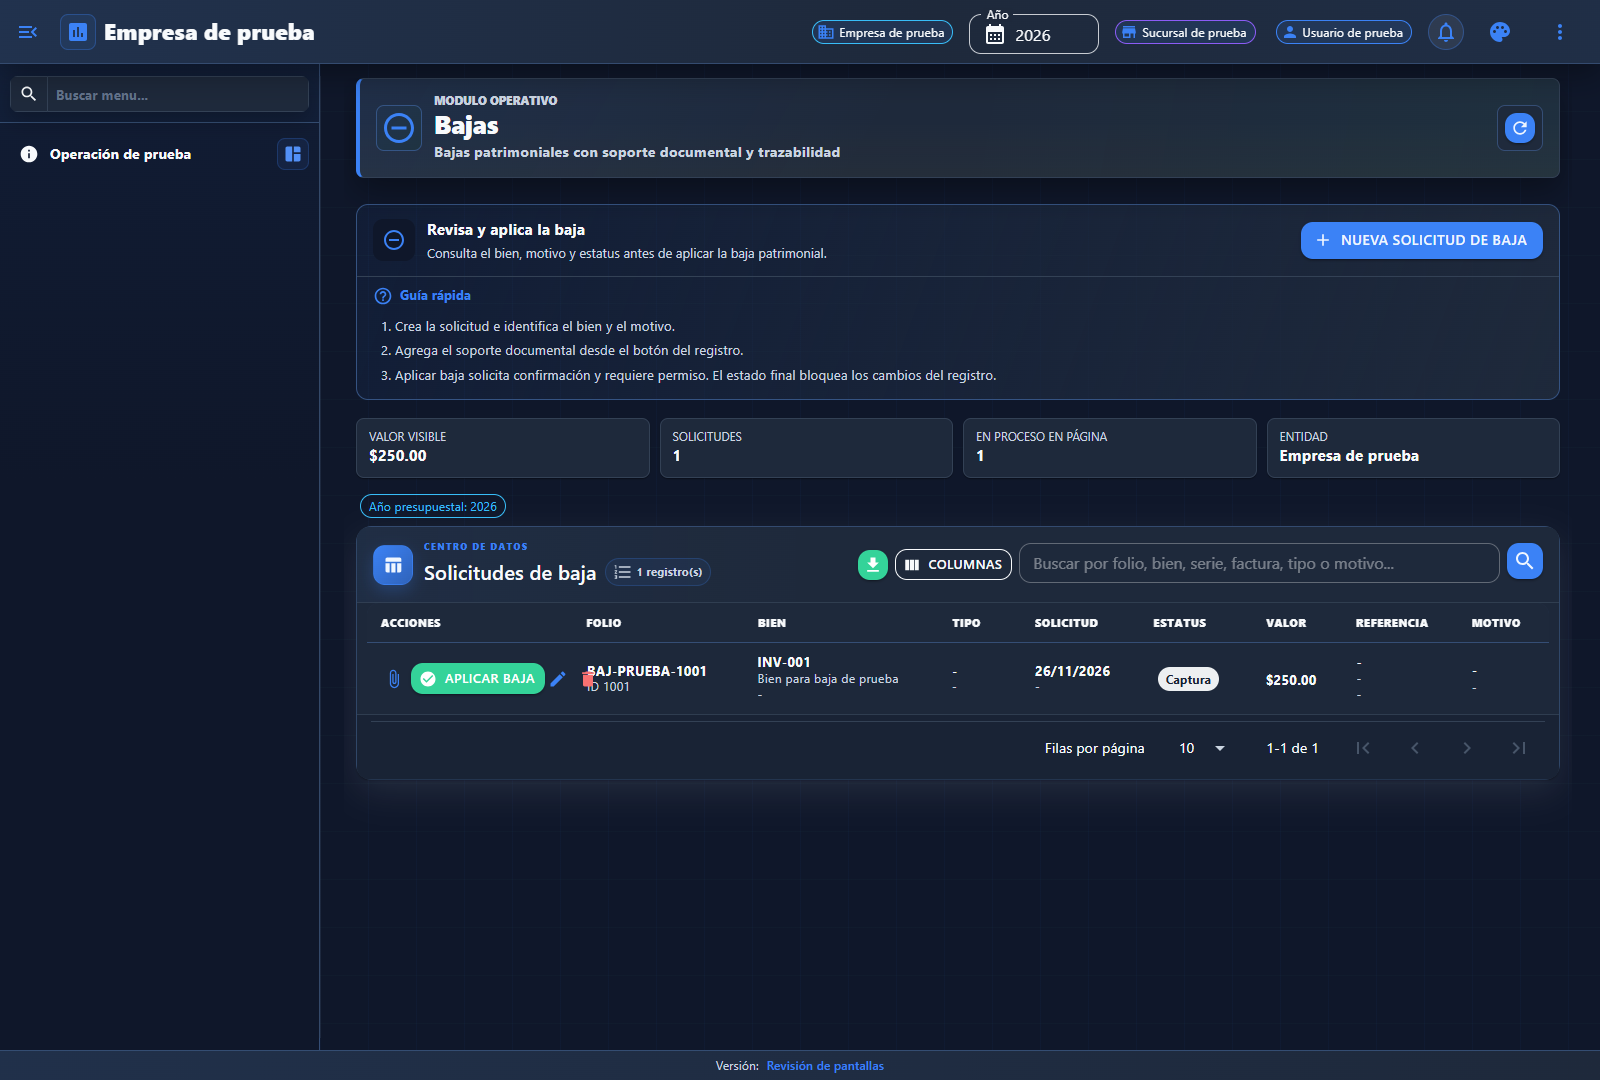 Empresa de prueba
Empresa de prueba
Año
2026
Sucursal de prueba
Usuario de prueba
Buscar menu...
Operación de prueba
MODULO OPERATIVO
Bajas
Bajas patrimoniales con soporte documental y trazabilidad
Revisa y aplica la baja
Consulta el bien, motivo y estatus antes de aplicar la baja patrimonial.
NUEVA SOLICITUD DE BAJA
Guía rápida
1. Crea la solicitud e identifica el bien y el motivo.
2. Agrega el soporte documental desde el botón del registro.
3. Aplicar baja solicita confirmación y requiere permiso. El estado final bloquea los cambios del registro.
VALOR VISIBLE
$250.00
SOLICITUDES
1
EN PROCESO EN PÁGINA
1
ENTIDAD
Empresa de prueba
Año presupuestal: 2026
CENTRO DE DATOS
Solicitudes de baja
1 registro(s)
COLUMNAS
Buscar por folio, bien, serie, factura, tipo o motivo...
ACCIONES FOLIO BIEN TIPO SOLICITUD ESTATUS VALOR REFERENCIA MOTIVO
APLICAR BAJA
BAJ-PRUEBA-1001
ID 1001
INV-001
Bien para baja de prueba
-
-
-
26/11/2026
-
Captura
$250.00
-
-
-
-
-
Filas por página 10 1-1 de 1
Versión: Revisión de pantallas